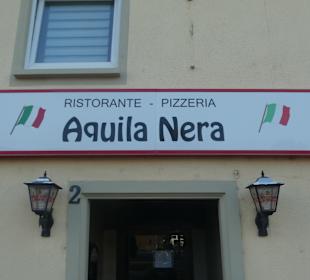 RISTORANTE - PIZZERIA
Aquila Nera
2